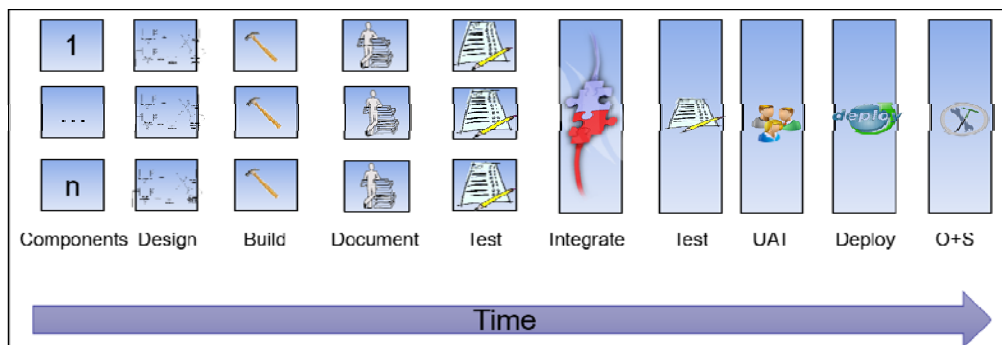 1
...
n
deploy
Components Design Build Document Test Integrate Test UAT Deploy O+S
Time